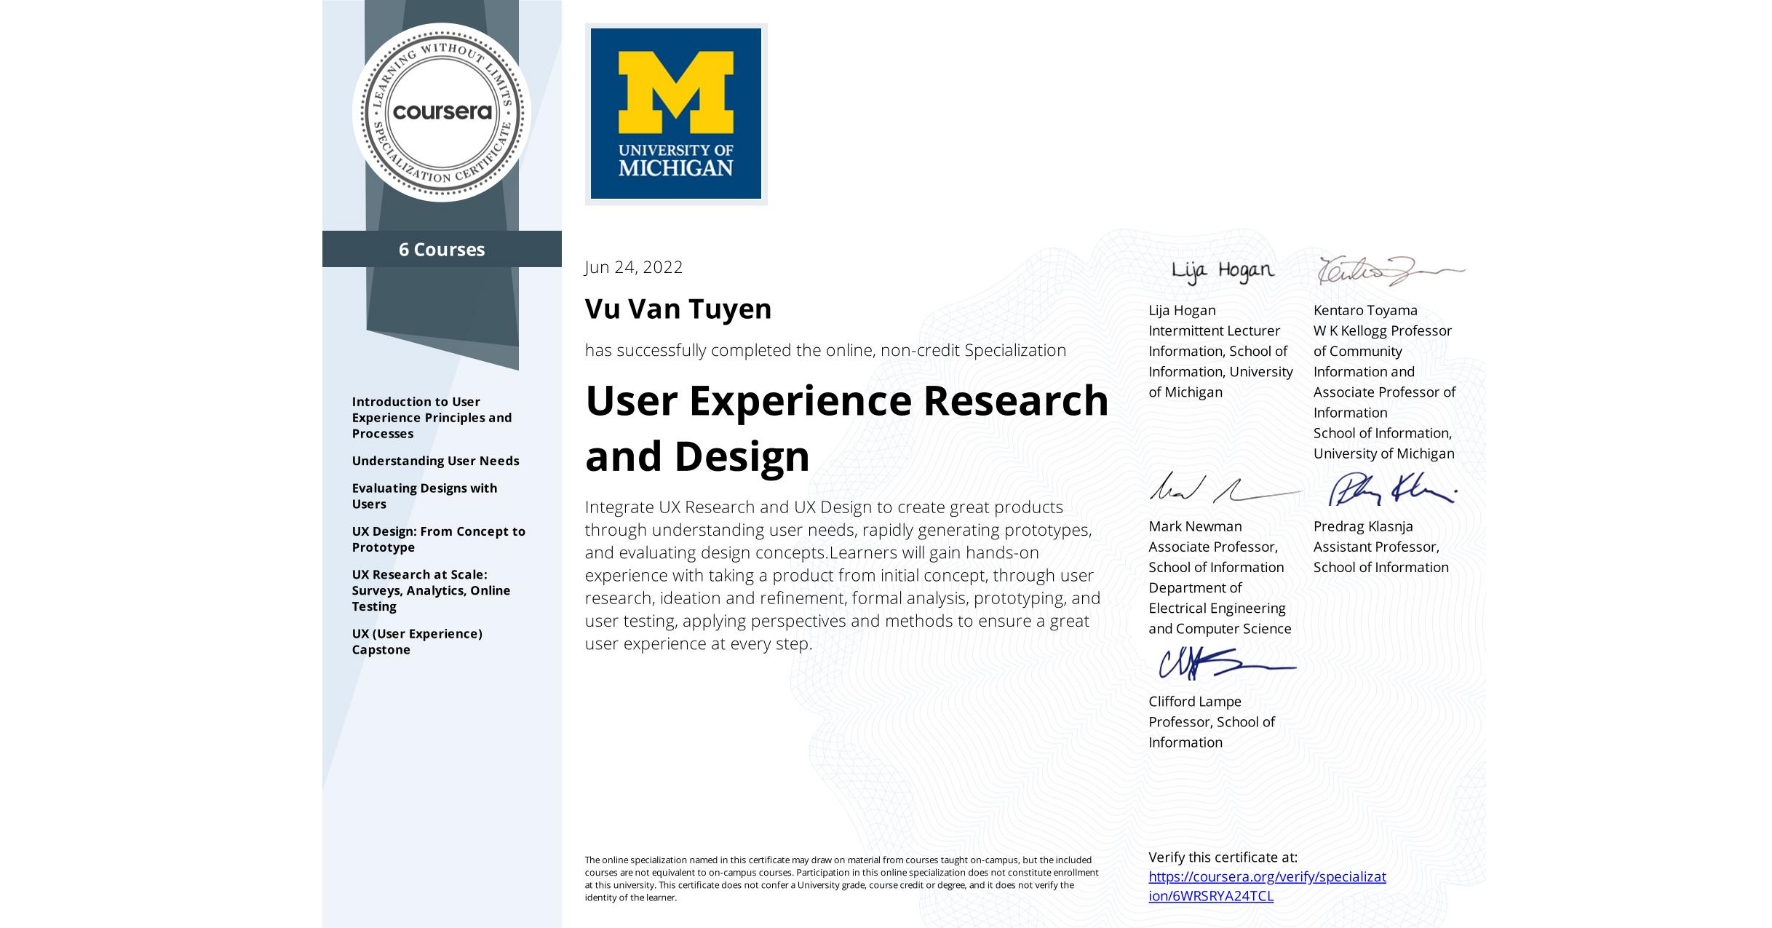 LEARNING WITHOUT LIMITS
coursera
SPECIALIZATION CERTIFICATE
6 Courses
Introduction to User
Experience Principles and
Processes
Understanding User Needs
Evaluating Designs with
Users
UX Design: From Concept to
Prototype
UX Research at Scale:
Surveys, Analytics, Online
Testing
UX (User Experience)
Capstone
M
UNIVERSITY OF
MICHIGAN
Jun 24, 2022
Vu Van Tuyen
has successfully completed the online, non-credit Specialization
User Experience Research
and Design
Integrate UX Research and UX Design to create great products
through understanding user needs, rapidly generating prototypes,
and evaluating design concepts.Learners will gain hands-on
experience with taking a product from initial concept, through user
research, ideation and refinement, formal analysis, prototyping, and
user testing, applying perspectives and methods to ensure a great
user experience at every step.
The online specialization named in this certificate may draw on material from courses taught on-campus, but the included
courses are not equivalent to on-campus courses. Participation in this online specialization does not constitute enrollment
at this university. This certificate does not confer a University grade, course credit or degree, and it does not verify the
identity of the learner.
Lija Hogan
Lija Hogan
Intermittent Lecturer
Information, School of
Information, University
of Michigan
Kentaro Toyama
W K Kellogg Professor
of Community
Information and
Associate Professor of
Information
School of Information,
University of Michigan
Mark Newman
Associate Professor,
School of Information
Department of
Electrical Engineering
and Computer Science
Predrag Klasnja
Assistant Professor,
School of Information
Clifford Lampe
Professor, School of
Information
Verify this certificate at:
https://coursera.org/verify/specializat
ion/6WRSRYA24TCL